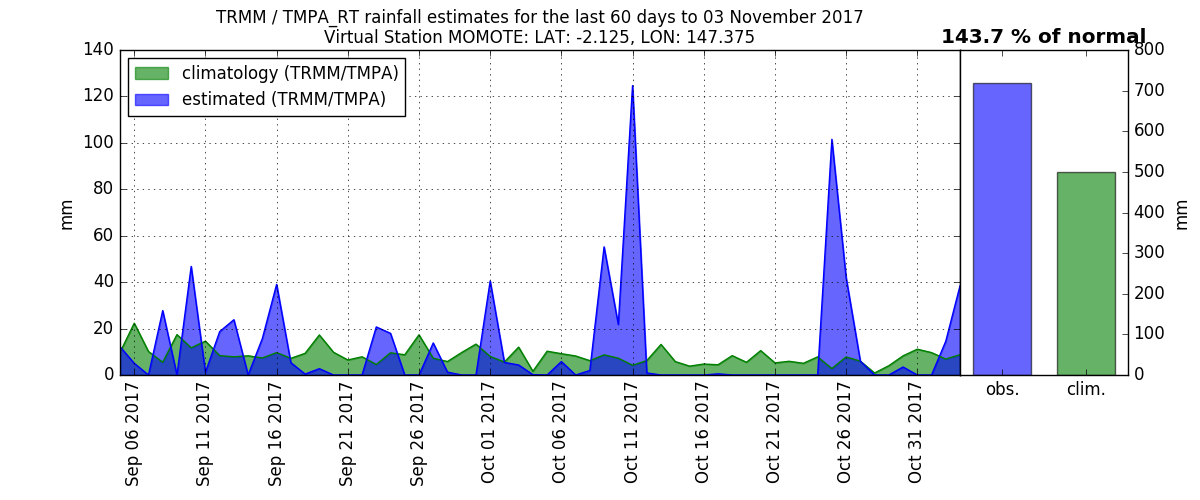 TRMM / TMPA_RT rainfall estimates for the last 60 days to 03 November 2017
Virtual Station MOMOTE: LAT: -2.125, LON: 147.375
143.7 % of normal
climatology (TRMM/TMPA)
estimated (TRMM/TMPA)
mm
140
120
100
80
60
40
20
0
Sep 06 2017
Sep 11 2017
Sep 16 2017
Sep 21 2017
Sep 26 2017
Oct 01 2017
Oct 06 2017
Oct 11 2017
Oct 16 2017
Oct 21 2017
Oct 26 2017
Oct 31 2017
obs.
clim.
800
700
600
500
400
300
200
100
0
mm